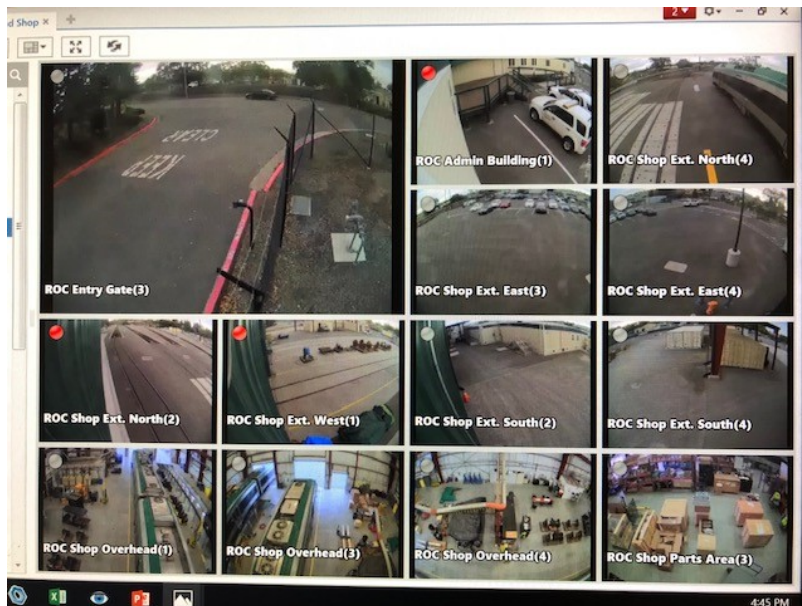 d Shop ×
2
ROC Entry Gate(3)
CLEAR
KEEP
ROC Admin Building(1)
ROC Shop Ext. North(4)
ROC Shop Ext. East(3)
ROC Shop Ext. East(4)
ROC Shop Ext. North(2)
ROC Shop Ext. West(1)
ROC Shop Ext. South(2)
ROC Shop Ext. South(4)
ROC Shop Overhead(1)
ROC Shop Overhead(3)
ROC Shop Overhead(4)
ROC Shop Parts Area(3)
4:45 PM